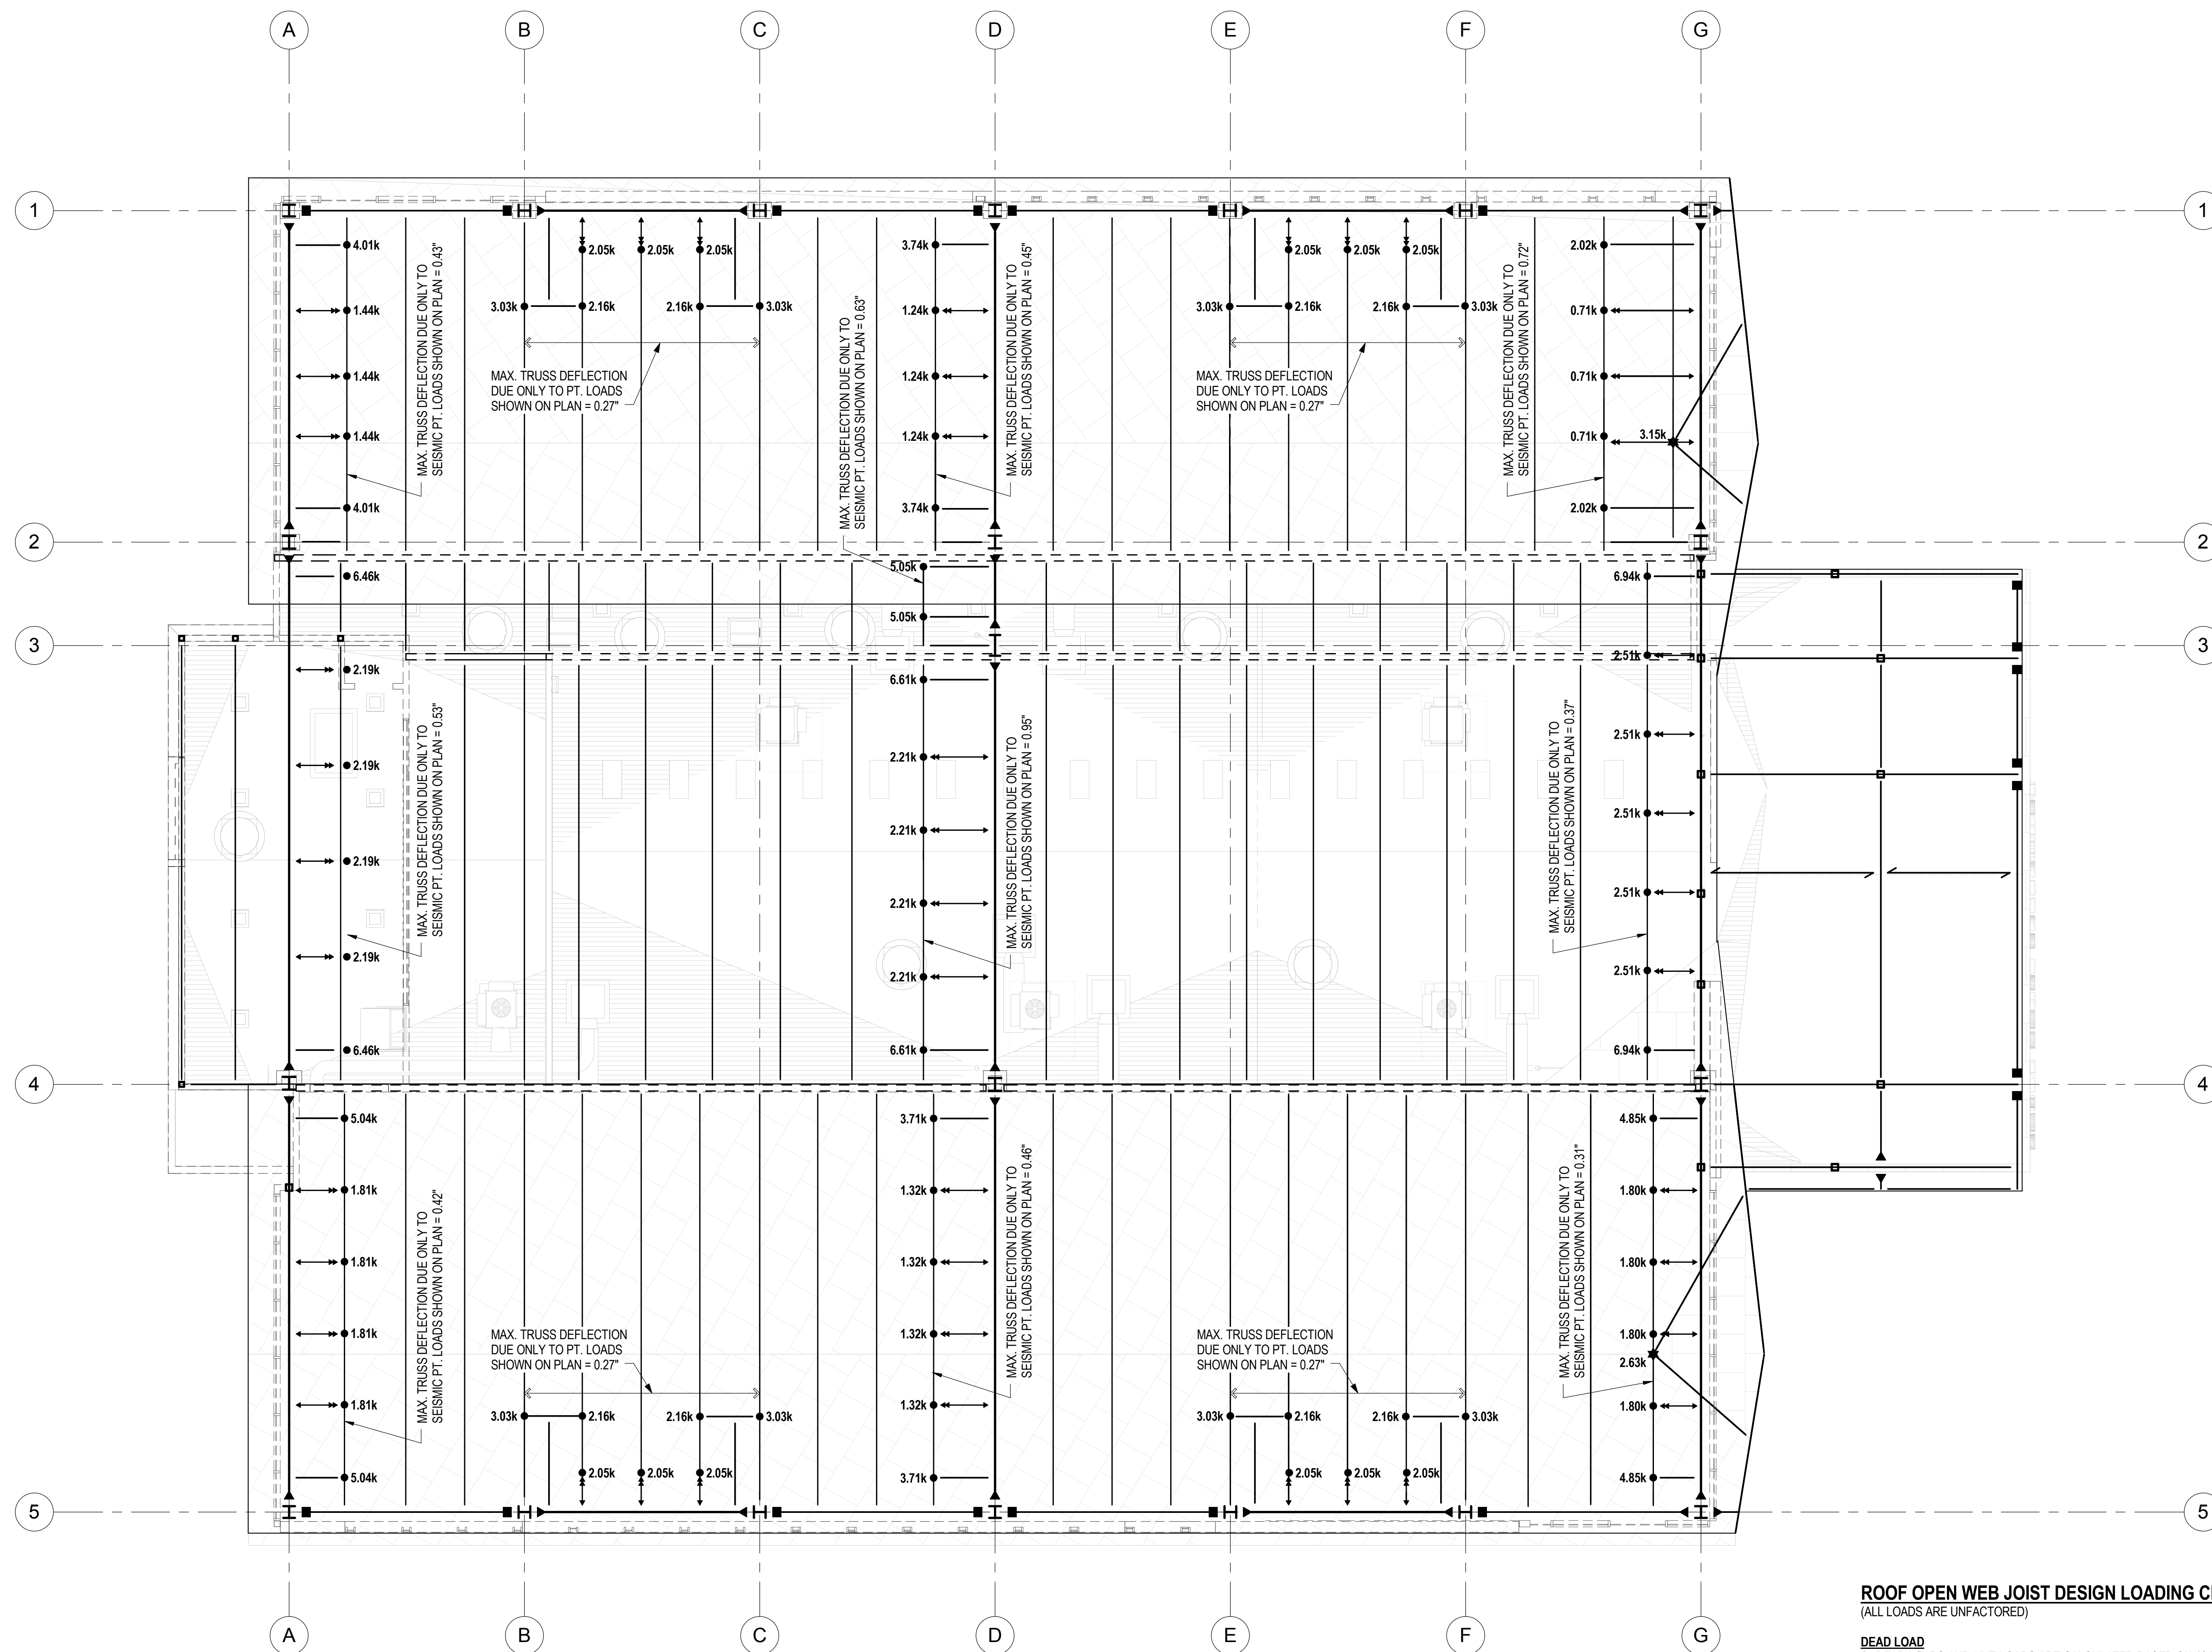 A B C D E F G
1 1
4.01k 3.74k 2.02k
2.05k 2.05k 2.05k 2.05k 2.05k 2.05k
1.44k 3.03k 2.16k 2.16k 3.03k 1.24k 3.03k 2.16k 2.16k 3.03k 0.71k
1.44k 1.24k 0.71k
1.44k 1.24k 0.71k 3.15k
4.01k 3.74k 2.02k
MAX. TRUSS DEFLECTION DUE ONLY TO
SEISMIC PT. LOADS SHOWN ON PLAN = 0.43"
MAX. TRUSS DEFLECTION
DUE ONLY TO PT. LOADS
SHOWN ON PLAN = 0.27"
MAX. TRUSS DEFLECTION DUE ONLY TO
SEISMIC PT. LOADS SHOWN ON PLAN = 0.63"
MAX. TRUSS DEFLECTION DUE ONLY TO
SEISMIC PT. LOADS SHOWN ON PLAN = 0.45"
MAX. TRUSS DEFLECTION
DUE ONLY TO PT. LOADS
SHOWN ON PLAN = 0.27"
MAX. TRUSS DEFLECTION DUE ONLY TO
SEISMIC PT. LOADS SHOWN ON PLAN = 0.72"
2 2
6.46k 5.05k 6.94k
5.05k
3 3
2.19k 6.61k 2.51k
2.19k 2.21k 2.51k
2.19k 2.21k 2.51k
2.19k 2.21k 2.51k
2.21k 2.51k
6.46k 6.61k 6.94k
MAX. TRUSS DEFLECTION DUE ONLY TO
SEISMIC PT. LOADS SHOWN ON PLAN = 0.53"
MAX. TRUSS DEFLECTION DUE ONLY TO
SEISMIC PT. LOADS SHOWN ON PLAN = 0.95"
MAX. TRUSS DEFLECTION DUE ONLY TO
SEISMIC PT. LOADS SHOWN ON PLAN = 0.37"
4 4
5.04k 3.71k 4.85k
1.81k 1.32k 1.80k
1.81k 1.32k 1.80k
1.81k 1.32k 1.80k
2.63k
1.81k 1.32k 1.80k
3.03k 2.16k 2.16k 3.03k 3.03k 2.16k 2.16k 3.03k
2.05k 2.05k 2.05k 2.05k 2.05k 2.05k
5.04k 3.71k 4.85k
MAX. TRUSS DEFLECTION DUE ONLY TO
SEISMIC PT. LOADS SHOWN ON PLAN = 0.42"
MAX. TRUSS DEFLECTION
DUE ONLY TO PT. LOADS
SHOWN ON PLAN = 0.27"
MAX. TRUSS DEFLECTION DUE ONLY TO
SEISMIC PT. LOADS SHOWN ON PLAN = 0.46"
MAX. TRUSS DEFLECTION
DUE ONLY TO PT. LOADS
SHOWN ON PLAN = 0.27"
MAX. TRUSS DEFLECTION DUE ONLY TO
SEISMIC PT. LOADS SHOWN ON PLAN = 0.31"
5 5
A B C D E F G
ROOF OPEN WEB JOIST DESIGN LOADING
(ALL LOADS ARE UNFACTORED)
DEAD LOAD